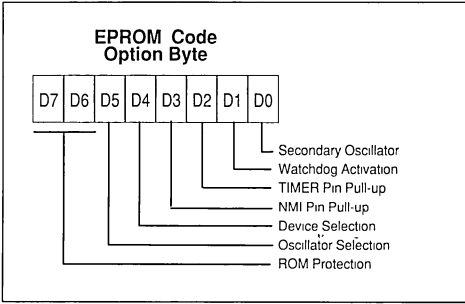 EPROM Code
Option Byte
D7 D6 D5 D4 D3 D2 D1 D0
Secondary Oscillator
Watchdog Activation
TIMER Pin Pull-up
NMI Pin Pull-up
Device Selection
Oscillator Selection
ROM Protection